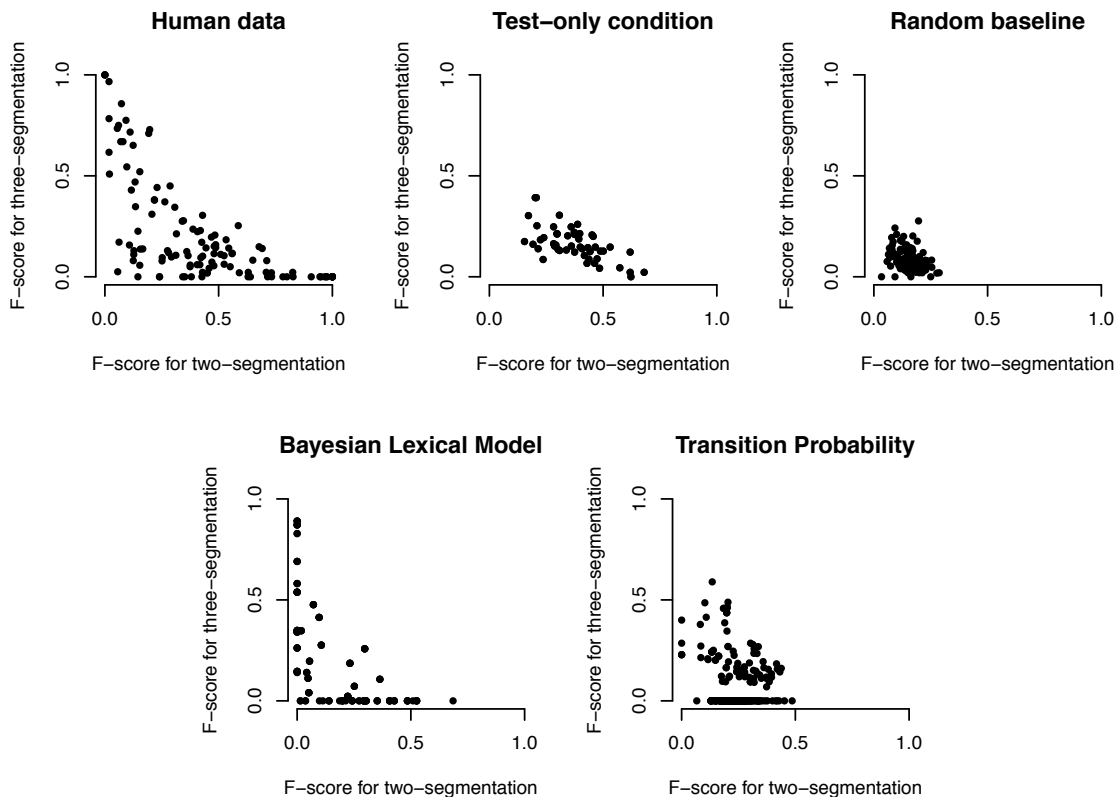 Human data
F−score for three−segmentation
1.0
0.5
0.0
0.0 0.5 1.0
F−score for two−segmentation
Test−only condition
F−score for three−segmentation
1.0
0.5
0.0
0.0 0.5 1.0
F−score for two−segmentation
Random baseline
F−score for three−segmentation
1.0
0.5
0.0
0.0 0.5 1.0
F−score for two−segmentation
Bayesian Lexical Model
F−score for three−segmentation
1.0
0.5
0.0
0.0 0.5 1.0
F−score for two−segmentation
Transition Probability
F−score for three−segmentation
1.0
0.5
0.0
0.0 0.5 1.0
F−score for two−segmentation